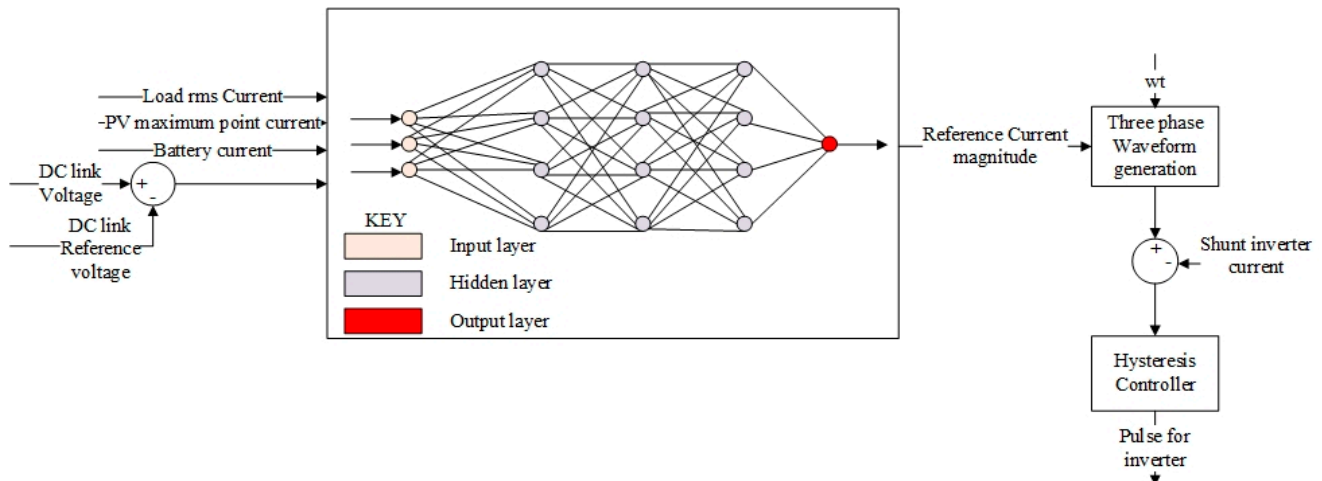 Load rms Current
-PV maximum point current
Battery current
DC link
Voltage
+
-
DC link
Reference
voltage
KEY
Input layer
Hidden layer
Output layer
Reference Current
magnitude
wt
Three phase
Waveform
generation
+
-
Shunt inverter
current
Hysteresis
Controller
Pulse for
inverter